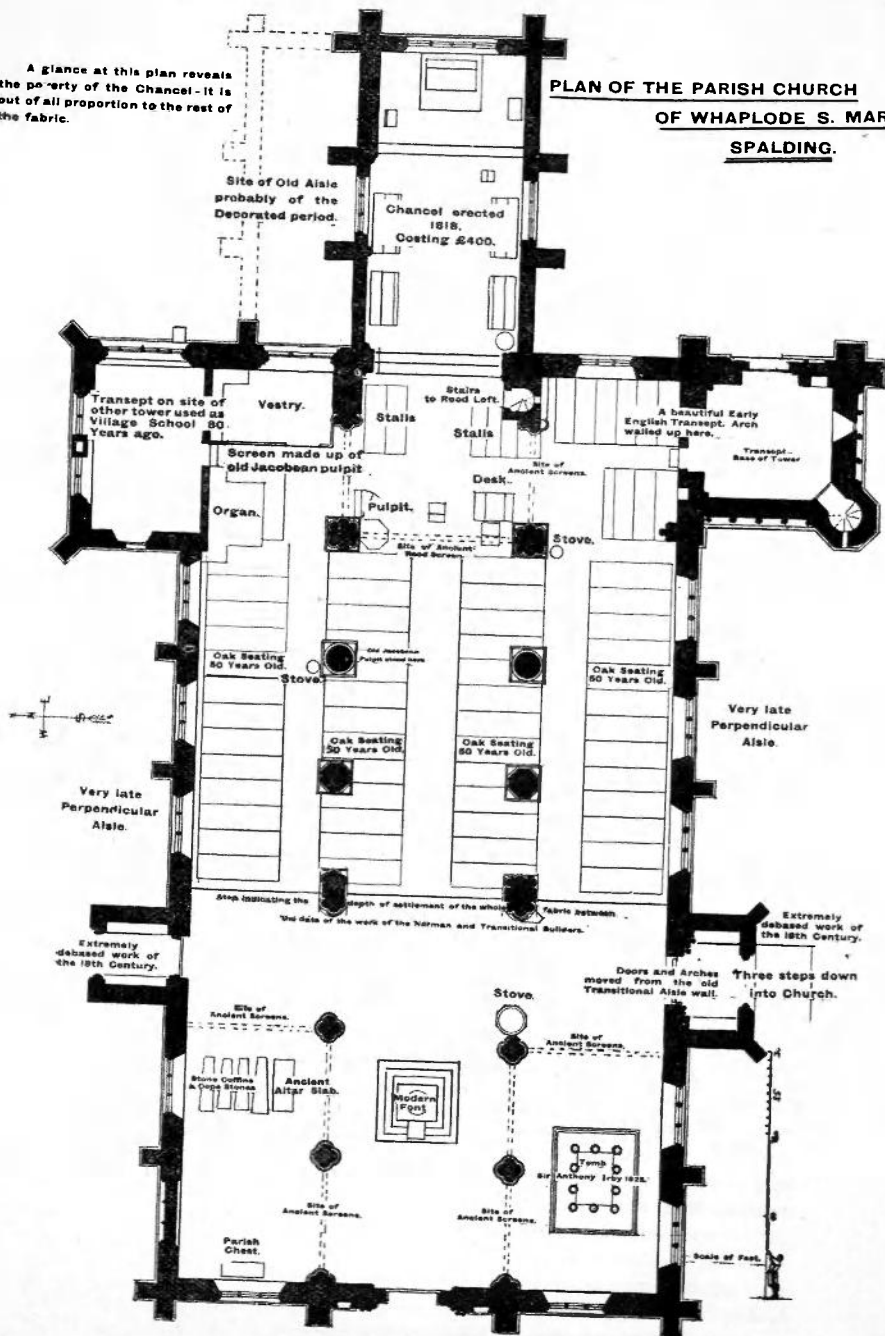 A glance at this plan reveals
the poverty of the Chancel - it is
out of all proportion to the rest of
the fabric.
PLAN OF THE PARISH CHURCH
OF WHAPLODE S. MAR
SPALDING.
Site of Old Aisle
probably of the
Decorated period.
Chancel erected
1818.
Costing £400.
Transept on site of
other tower used as
Village School 80
Years ago.
Vestry.
Stalls
Stairs
to Rood Loft.
Stalls
A beautiful Early
English Transept. Arch
walled up here.
Transept -
Base of Tower
Screen made up of
old Jacobean pulpit
Site of
Ancient Screens.
Organ.
Pulpit.
Desk.
Stove.
Site of Ancient
Rood Screen.
Oak Seating
50 Years Old.
Old Jacobean
Pulpit stood here
Stove.
Oak Seating
50 Years Old.
Oak Seating
50 Years Old.
Oak Seating
50 Years Old.
Very late
Perpendicular
Aisle.
N
E
S
W
Very late
Perpendicular
Aisle.
Step indicating the depth of settlement of the whole fabric between
the date of the work of the Norman and Transitional Builders.
Extremely
debased work of
the 18th Century.
Extremely
debased work of
the 18th Century.
Doors and Arches
moved from the old
Transitional Aisle wall.
Three steps down
into Church.
Site of
Ancient Screens.
Stove.
Site of
Ancient Screens.
Stone Coffins
& Cope Stones
Ancient
Altar Slab.
Modern
Font
Tomb
Sir Anthony Irby
Site of
Ancient Screens.
Site of
Ancient Screens.
Parish
Chest.
Scale of Feet.